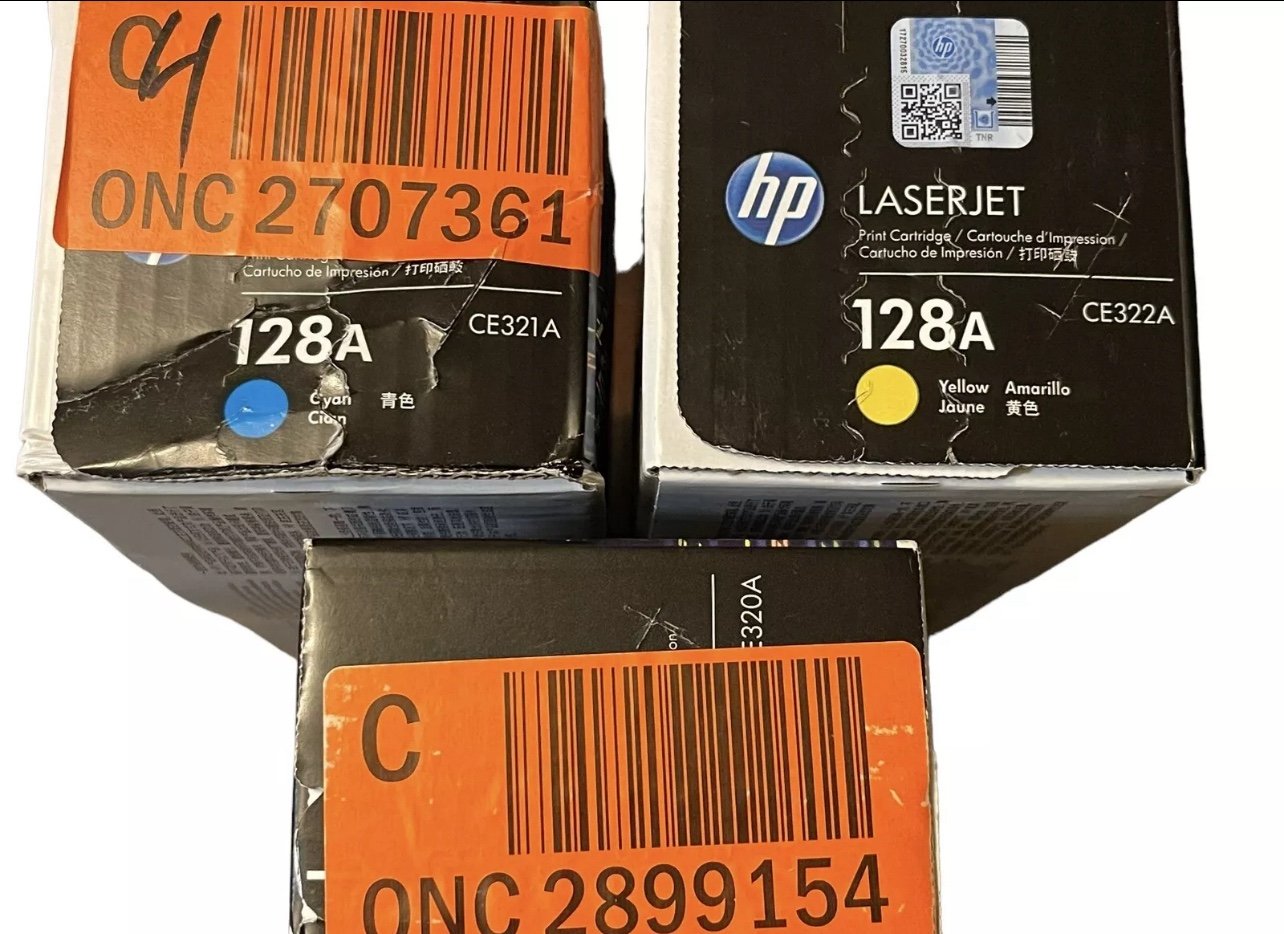 C4
ONC 2707361
Cartucho de Impresión / 打印硒鼓
128A
CE321A
Cyan 青色
Cian
17270032815
hp
TNR
hp
LASERJET
Print Cartridge / Cartouche d'Impression /
Cartucho de Impresión / 打印硒鼓
128A
CE322A
Yellow Amarillo
Jaune 黄色
E320A
C
ONC 2899154